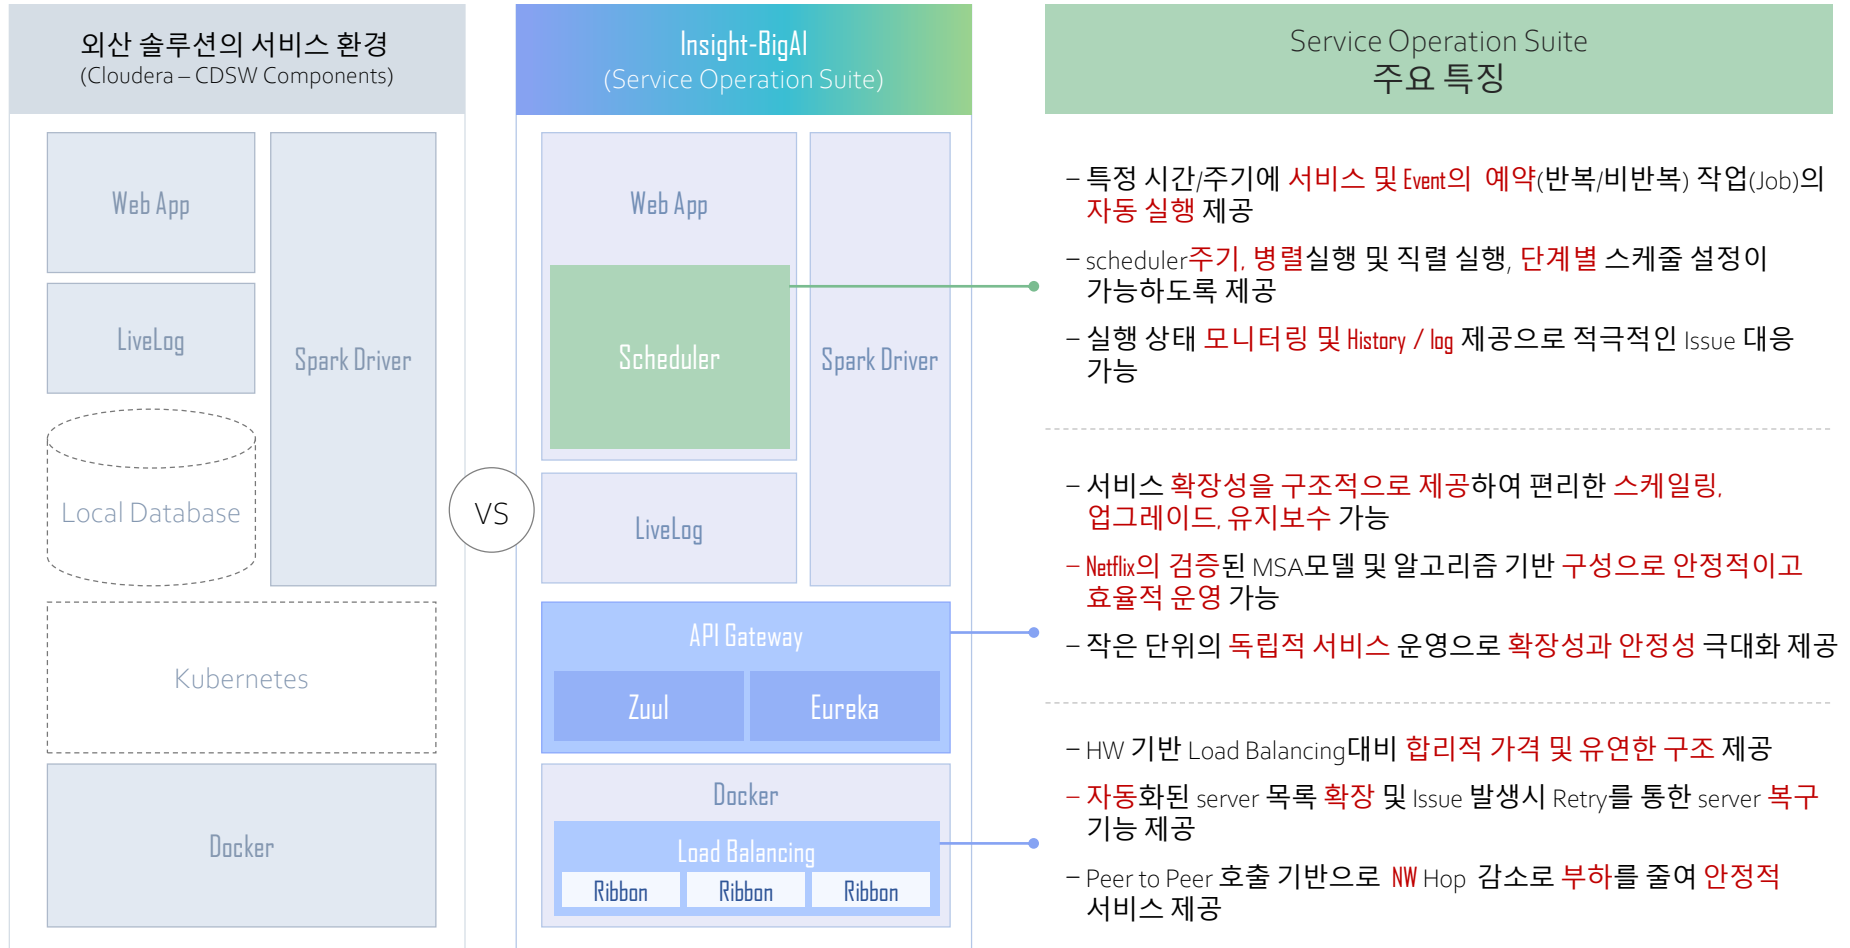 외산 솔루션의 서비스 환경
(Cloudera – CDSW Components)
Web App
LiveLog
Spark Driver
Local Database
Kubernetes
Docker
VS
Insight-BigAI
(Service Operation Suite)
Web App
Scheduler
Spark Driver
LiveLog
API Gateway
Zuul
Eureka
Docker
Load Balancing
Ribbon
Ribbon
Ribbon
Service Operation Suite
주요 특징
– 특정 시간/주기에 서비스 및 Event의 예약(반복/비반복) 작업(Job)의
자동 실행 제공
– scheduler주기, 병렬실행 및 직렬 실행, 단계별 스케줄 설정이
가능하도록 제공
– 실행 상태 모니터링 및 History / log 제공으로 적극적인 Issue 대응
가능
– 서비스 확장성을 구조적으로 제공하여 편리한 스케일링,
업그레이드, 유지보수 가능
– Netflix의 검증된 MSA모델 및 알고리즘 기반 구성으로 안정적이고
효율적 운영 가능
– 작은 단위의 독립적 서비스 운영으로 확장성과 안정성 극대화 제공
– HW 기반 Load Balancing대비 합리적 가격 및 유연한 구조 제공
– 자동화된 server 목록 확장 및 Issue 발생시 Retry를 통한 server 복구
기능 제공
– Peer to Peer 호출 기반으로 NW Hop 감소로 부하를 줄여 안정적
서비스 제공